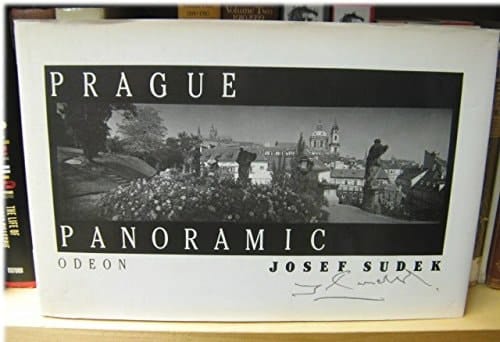 Volume Two
PRAGUE
PANORAMIC
ODEON
JOSEF SUDEK
THE LIFE OF